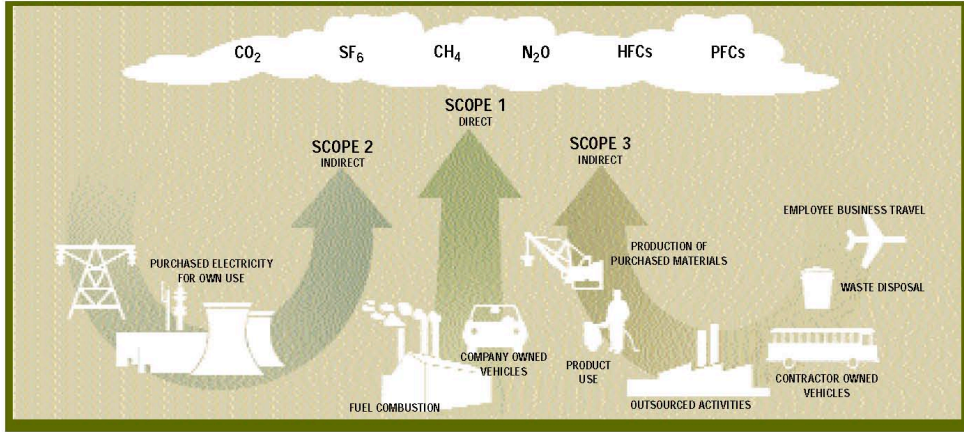 CO₂ SF₆ CH₄ N₂O HFCs PFCs
SCOPE 1
DIRECT
SCOPE 2
INDIRECT
SCOPE 3
INDIRECT
EMPLOYEE BUSINESS TRAVEL
PURCHASED ELECTRICITY
FOR OWN USE
PRODUCTION OF
PURCHASED MATERIALS
WASTE DISPOSAL
COMPANY OWNED
VEHICLES
PRODUCT
USE
CONTRACTOR OWNED
VEHICLES
FUEL COMBUSTION
OUTSOURCED ACTIVITIES